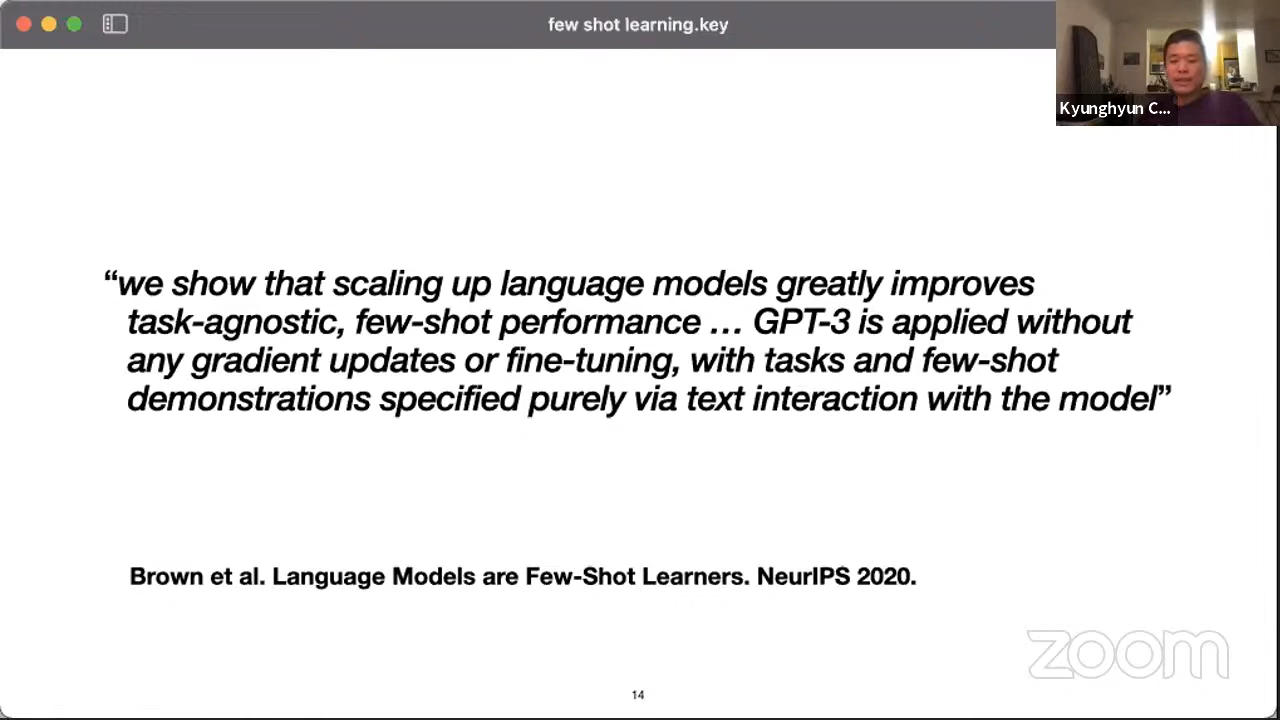 few shot learning.key
Kyunghyun C...
“we show that scaling up language models greatly improves
task-agnostic, few-shot performance … GPT-3 is applied without
any gradient updates or fine-tuning, with tasks and few-shot
demonstrations specified purely via text interaction with the model”
Brown et al. Language Models are Few-Shot Learners. NeurIPS 2020.
zoom
14